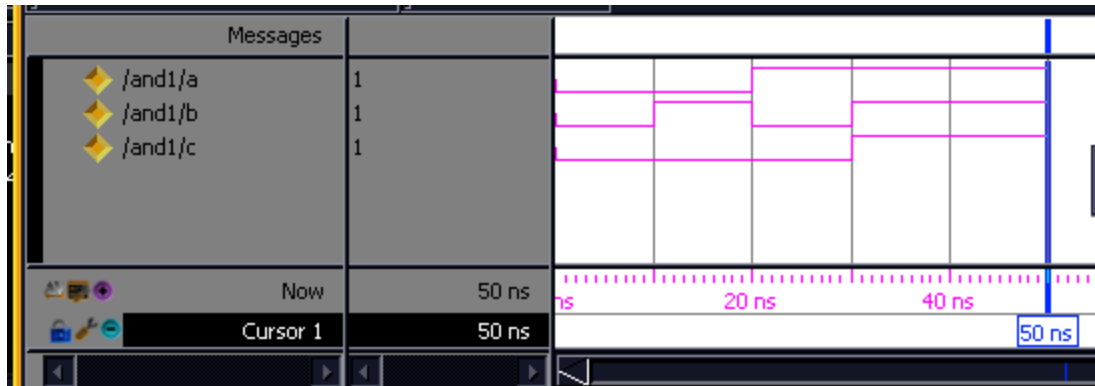 Messages
/and1/a 1
/and1/b 1
/and1/c 1
Now 50 ns
ns 20 ns 40 ns
Cursor 1 50 ns
50 ns